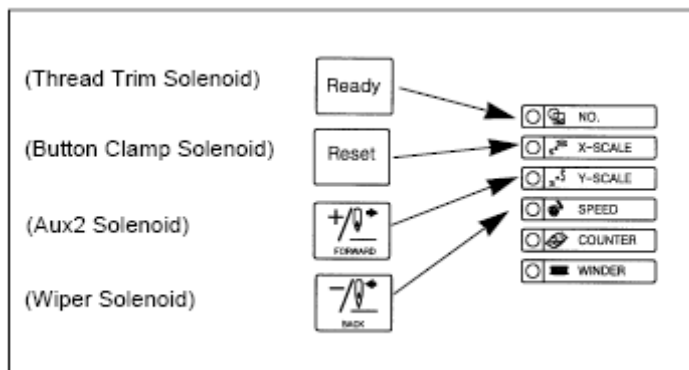 (Thread Trim Solenoid)
Ready
NO.
(Button Clamp Solenoid)
Reset
X-SCALE
Y-SCALE
(Aux2 Solenoid)
+/
FORWARD
SPEED
COUNTER
WINDER
(Wiper Solenoid)
−/
BACK